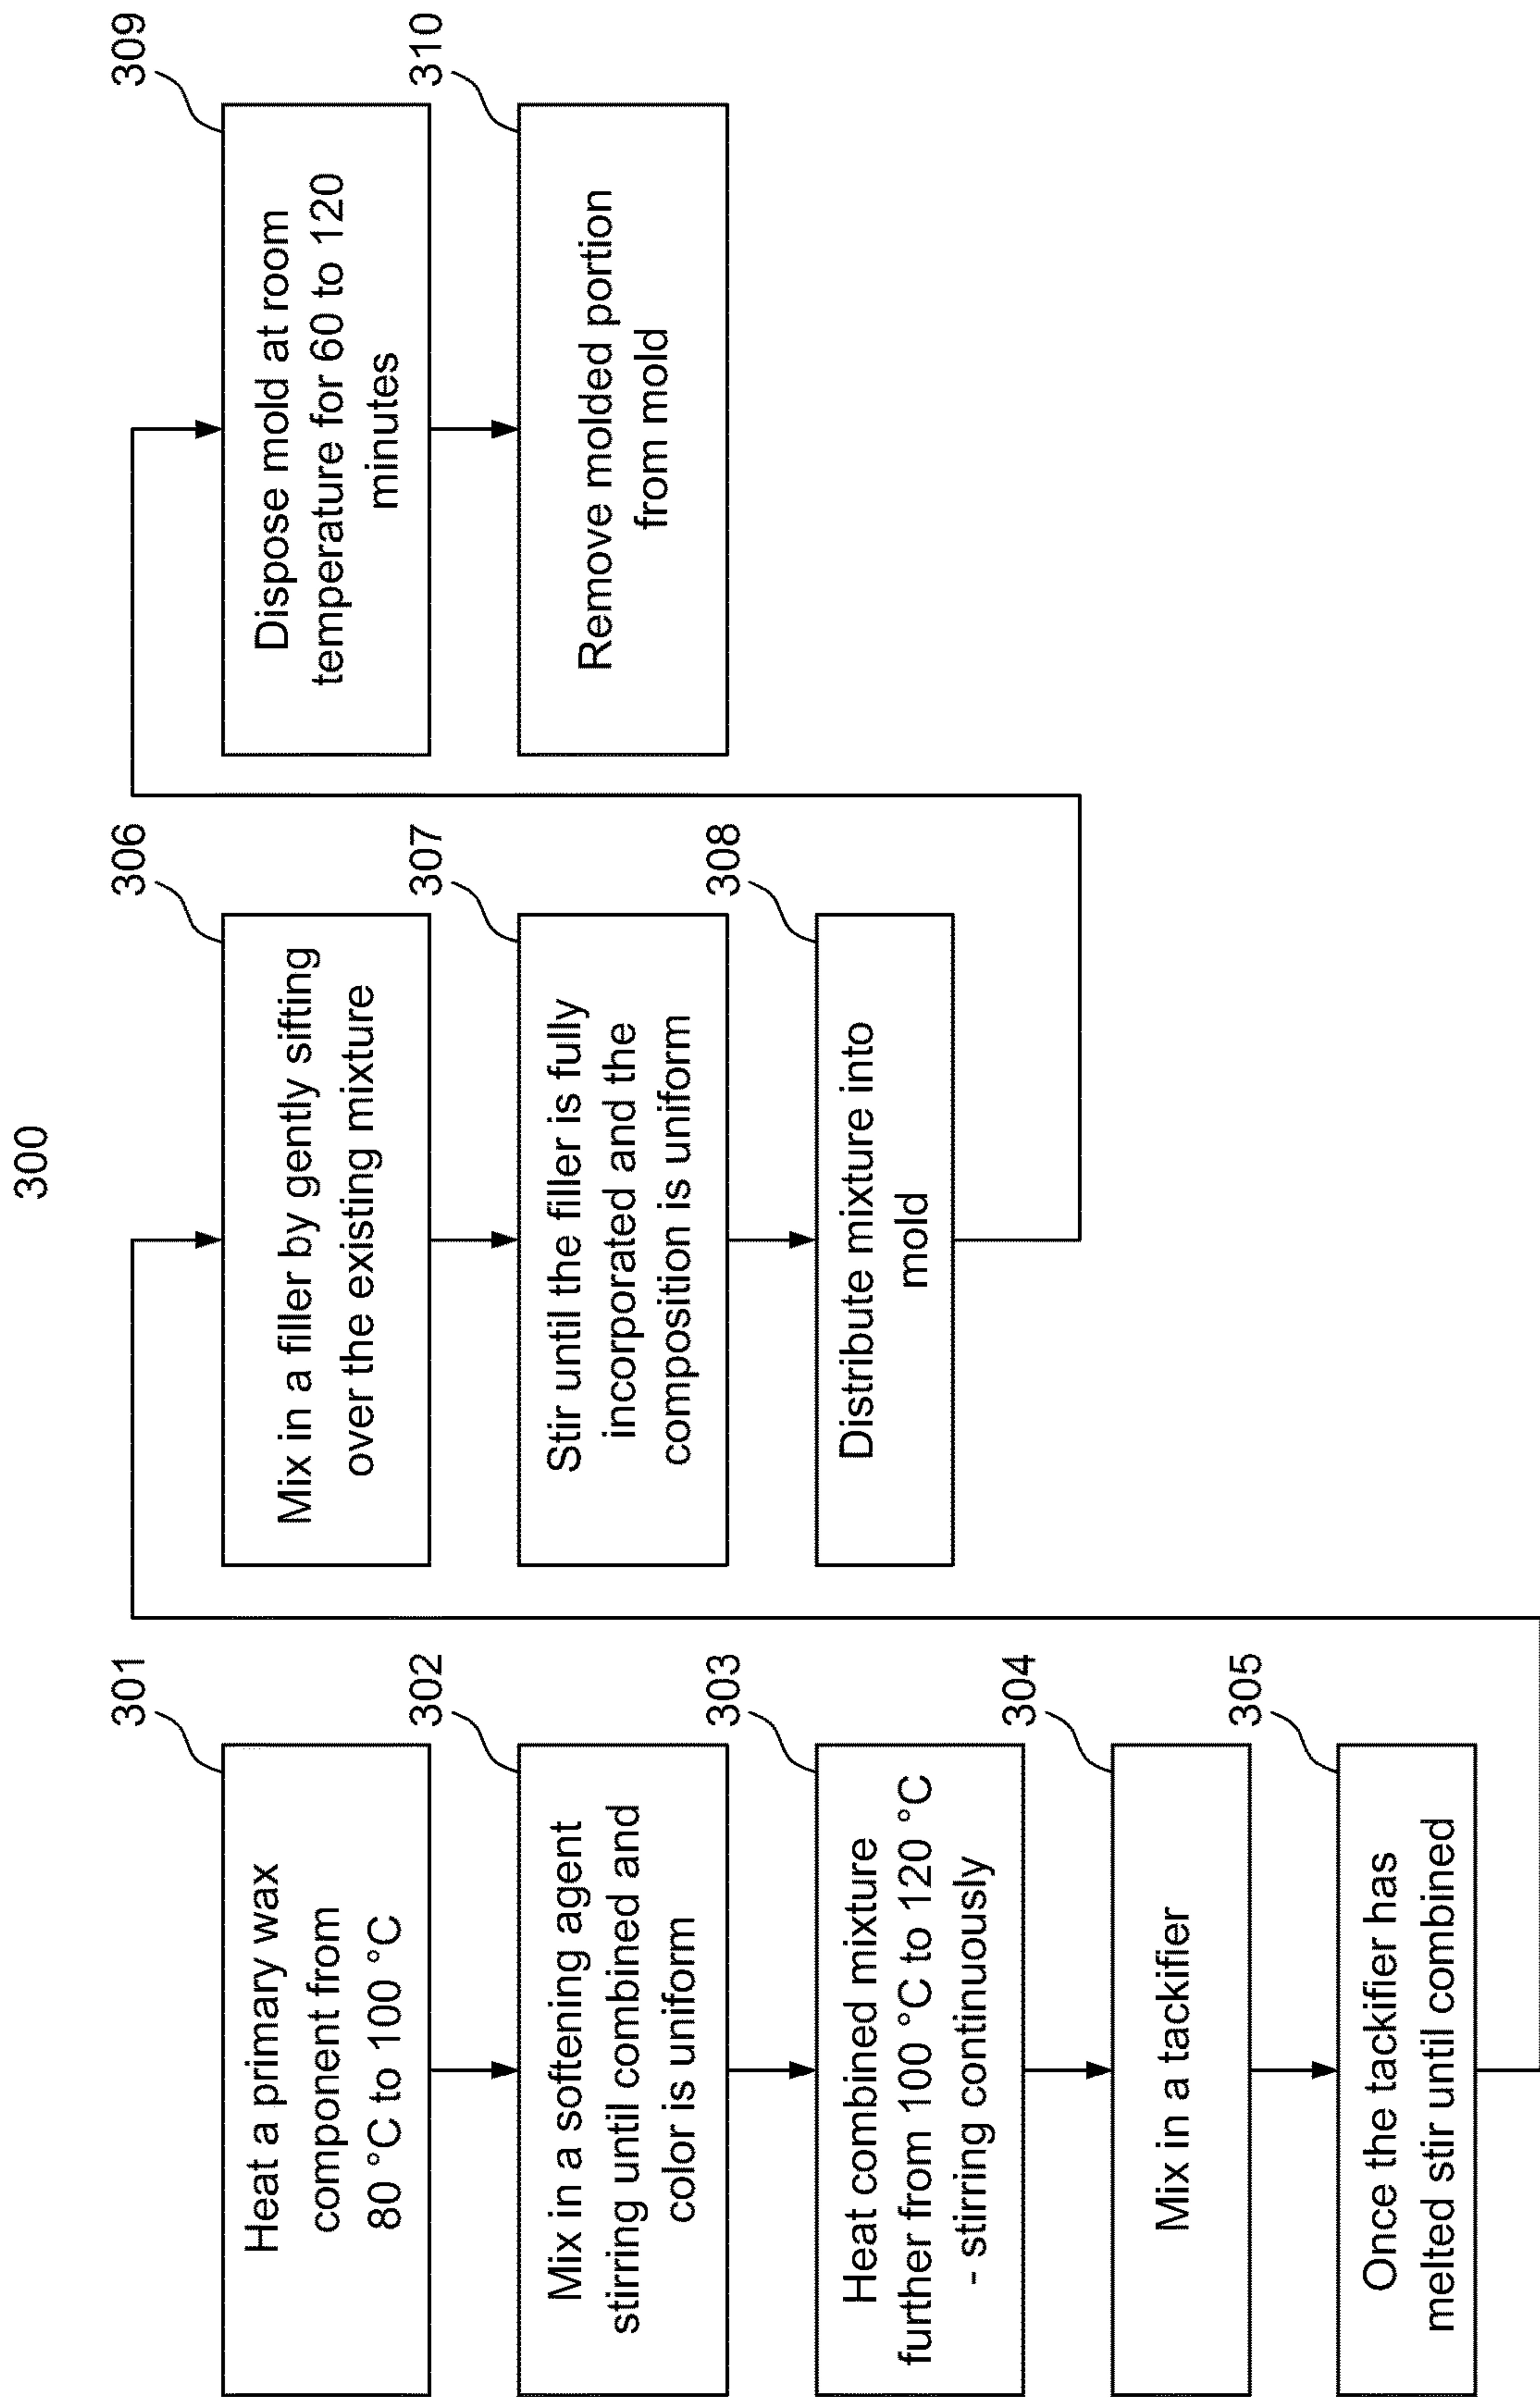 300
301
Heat a primary wax
component from
80 °C to 100 °C
302
Mix in a softening agent
stirring until combined and
color is uniform
303
Heat combined mixture
further from 100 °C to 120 °C
- stirring continuously
304
Mix in a tackifier
305
Once the tackifier has
melted stir until combined
306
Mix in a filler by gently sifting
over the existing mixture
307
Stir until the filler is fully
incorporated and the
composition is uniform
308
Distribute mixture into
mold
309
Dispose mold at room
temperature for 60 to 120
minutes
310
Remove molded portion
from mold